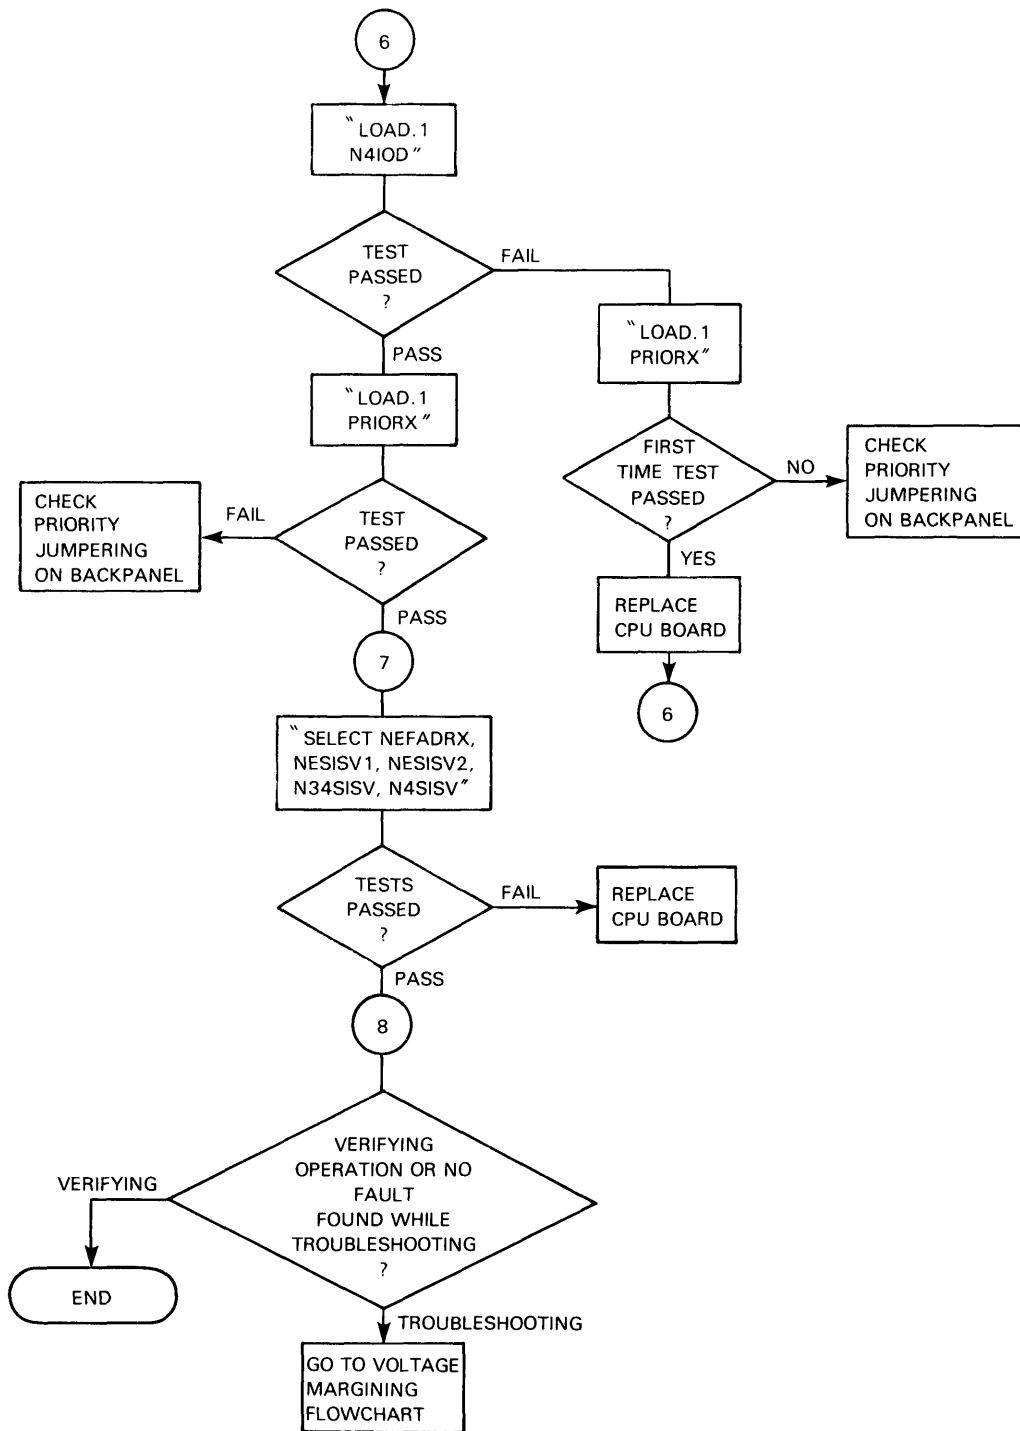 6
‟LOAD.1
N4IOD”
TEST
PASSED
?
FAIL
PASS
‟LOAD.1
PRIORX”
‟LOAD.1
PRIORX”
FIRST
TIME TEST
PASSED
?
NO
CHECK
PRIORITY
JUMPERING
ON BACKPANEL
YES
REPLACE
CPU BOARD
6
TEST
PASSED
?
FAIL
CHECK
PRIORITY
JUMPERING
ON BACKPANEL
PASS
7
‟SELECT NEFADRX,
NESISV1, NESISV2,
N34SISV, N4SISV”
TESTS
PASSED
?
FAIL
REPLACE
CPU BOARD
PASS
8
VERIFYING
OPERATION OR NO
FAULT
FOUND WHILE
TROUBLESHOOTING
?
VERIFYING
END
TROUBLESHOOTING
GO TO VOLTAGE
MARGINING
FLOWCHART